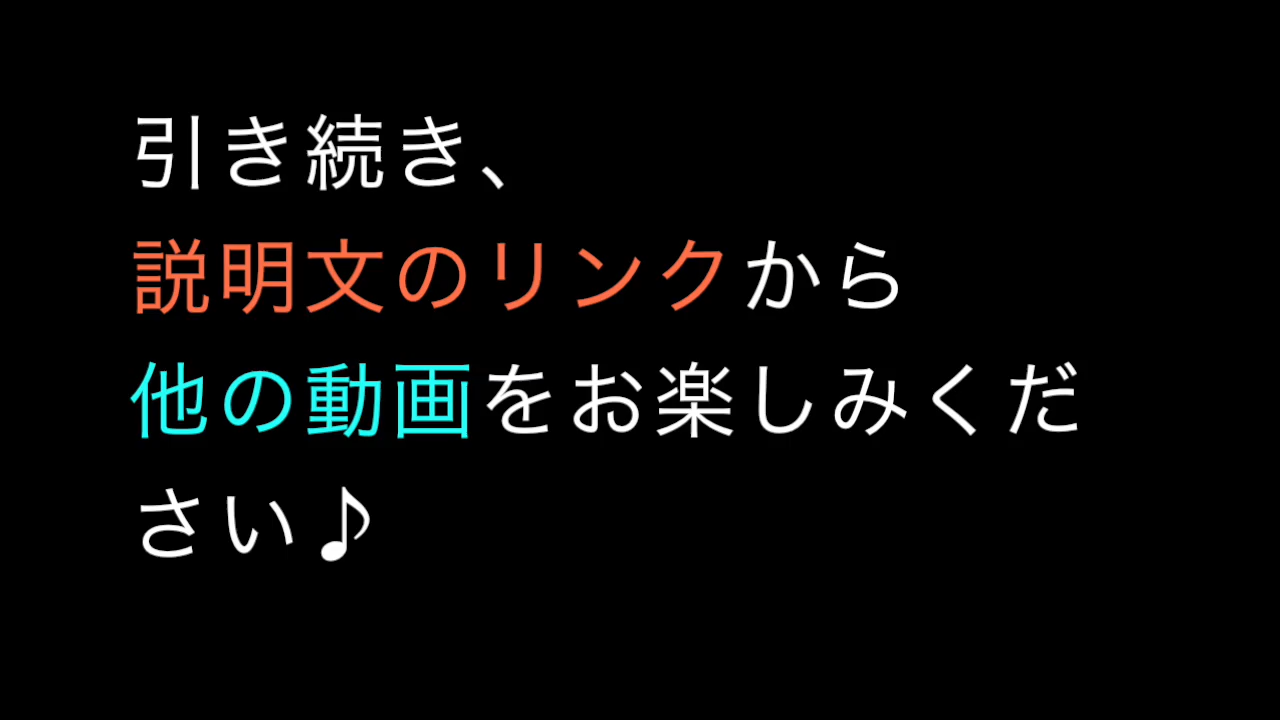 引き続き、
説明文のリンクから
他の動画をお楽しみくだ
さい♪